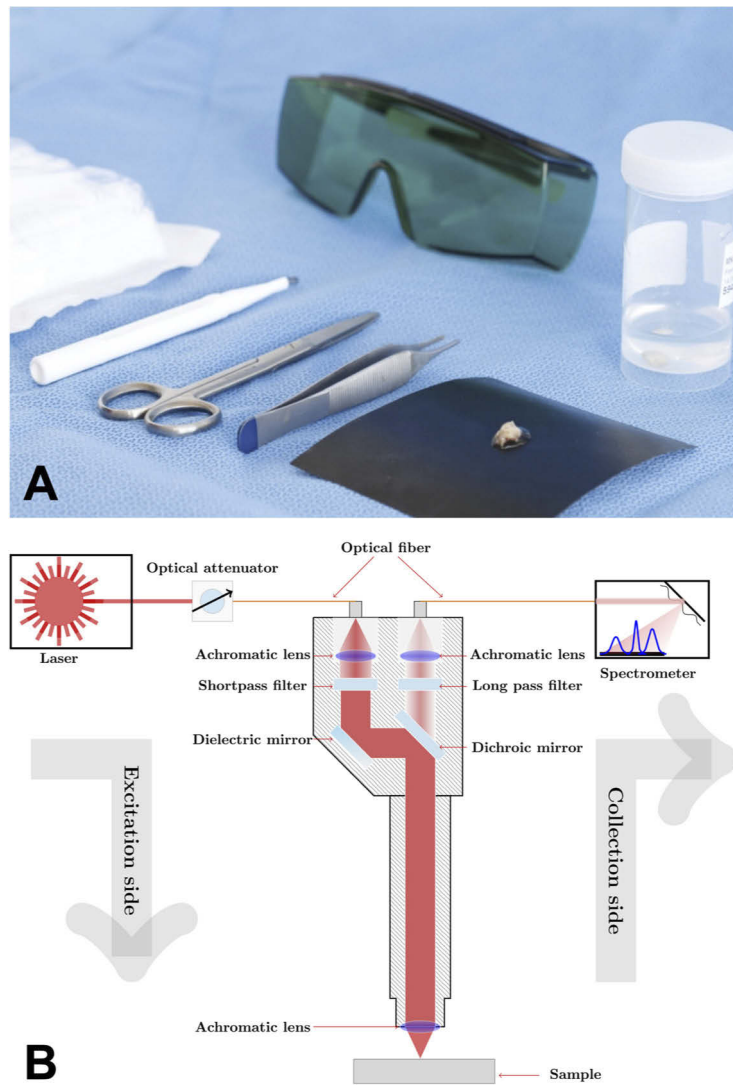 A
Optical fiber
Optical attenuator
Laser
Achromatic lens
Achromatic lens
Spectrometer
Shortpass filter
Long pass filter
Dielectric mirror
Dichroic mirror
Excitation side
Collection side
Achromatic lens
Sample
B